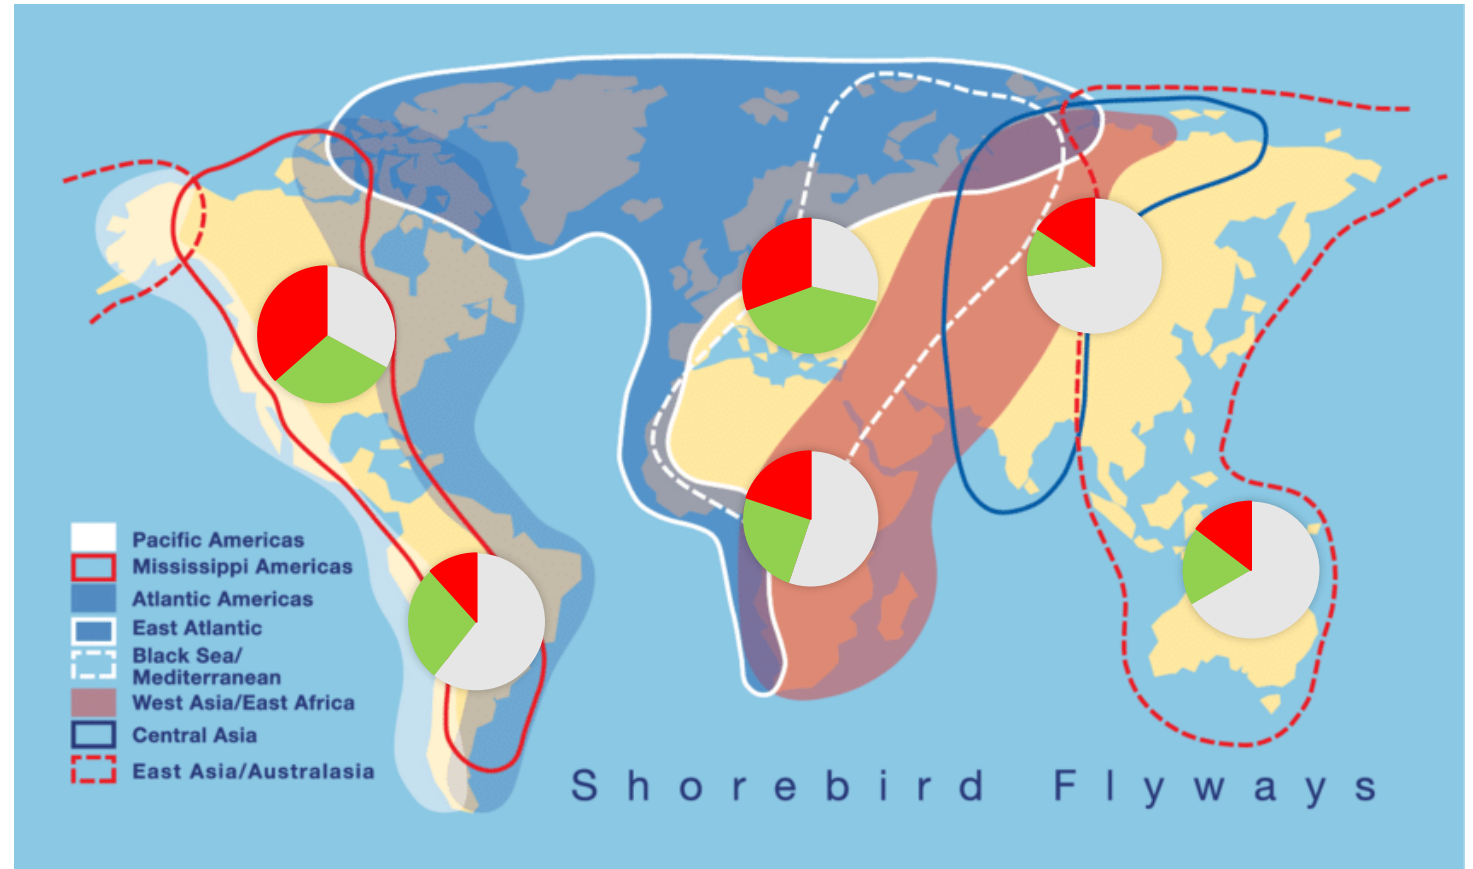 Pacific Americas
Mississippi Americas
Atlantic Americas
East Atlantic
Black Sea/
Mediterranean
West Asia/East Africa
Central Asia
East Asia/Australasia
Shorebird Flyways